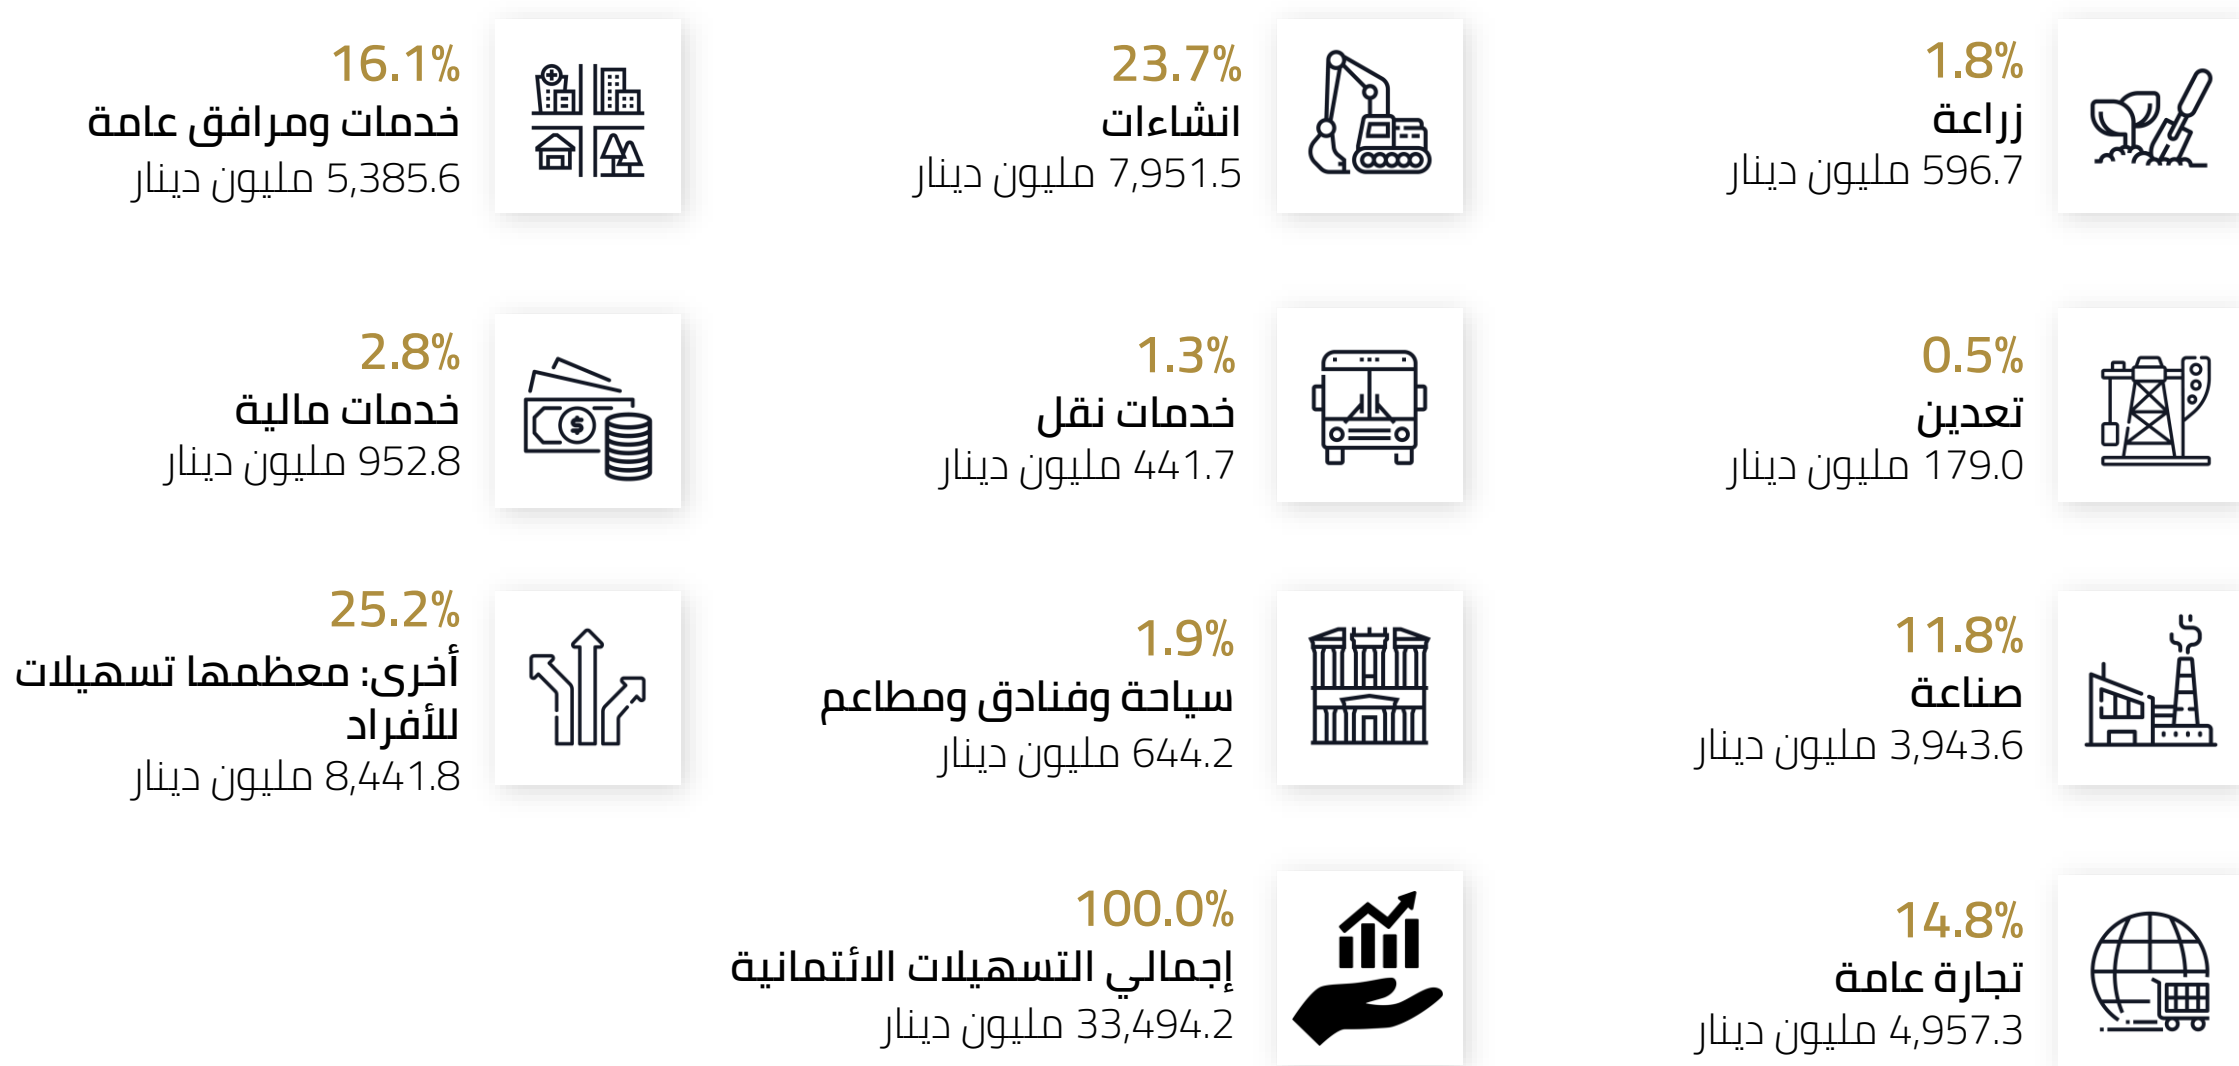 1.8%
زراعة
596.7 مليون دينار
23.7%
انشاءات
7,951.5 مليون دينار
16.1%
خدمات ومرافق عامة
5,385.6 مليون دينار
0.5%
تعدين
179.0 مليون دينار
1.3%
خدمات نقل
441.7 مليون دينار
2.8%
خدمات مالية
952.8 مليون دينار
11.8%
صناعة
3,943.6 مليون دينار
1.9%
سياحة وفنادق ومطاعم
644.2 مليون دينار
25.2%
أخرى: معظمها تسهيلات
للأفراد
8,441.8 مليون دينار
14.8%
تجارة عامة
4,957.3 مليون دينار
100.0%
إجمالي التسهيلات الائتمانية
33,494.2 مليون دينار